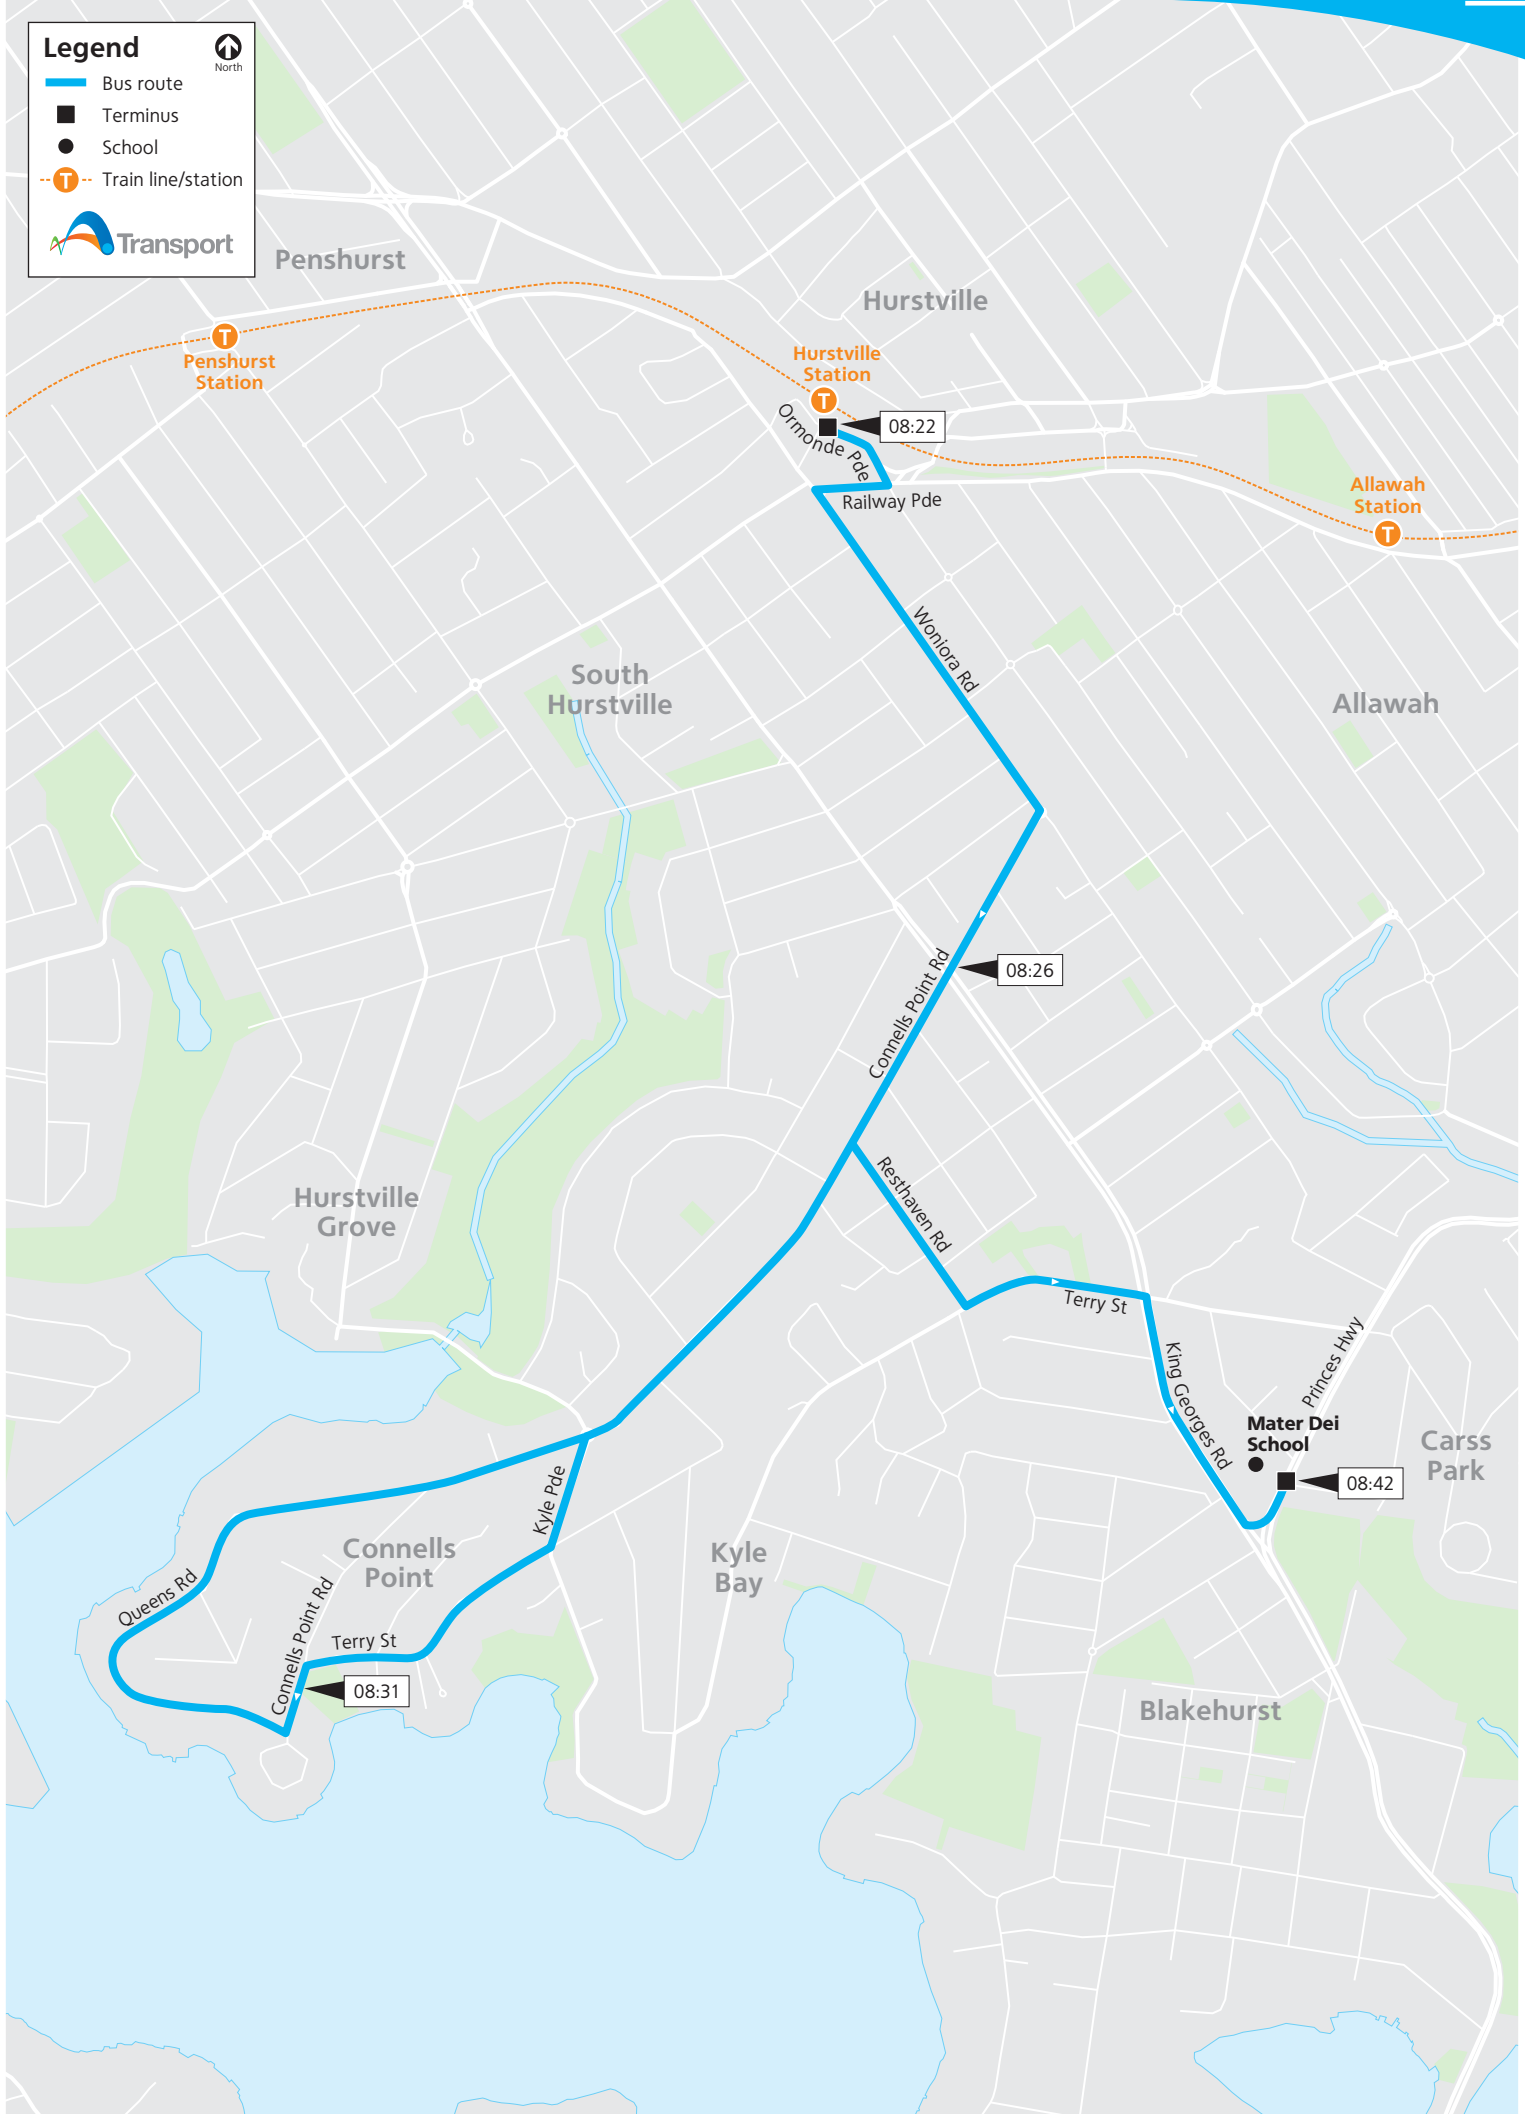 Legend
North
Bus route
Terminus
School
T
Train line/station
Transport
Penshurst
Hurstville
T
Penshurst
Station
Hurstville
Station
T
08:22
Ormonde Pde
Railway Pde
Allawah
Station
T
Woniora Rd
South
Hurstville
Allawah
Connells Point Rd
08:26
Resthaven Rd
Hurstville
Grove
Terry St
Princes Hwy
King Georges Rd
Mater Dei
School
Carss
Park
08:42
Kyle Pde
Connells
Point
Kyle
Bay
Queens Rd
Connells Point Rd
Terry St
08:31
Blakehurst